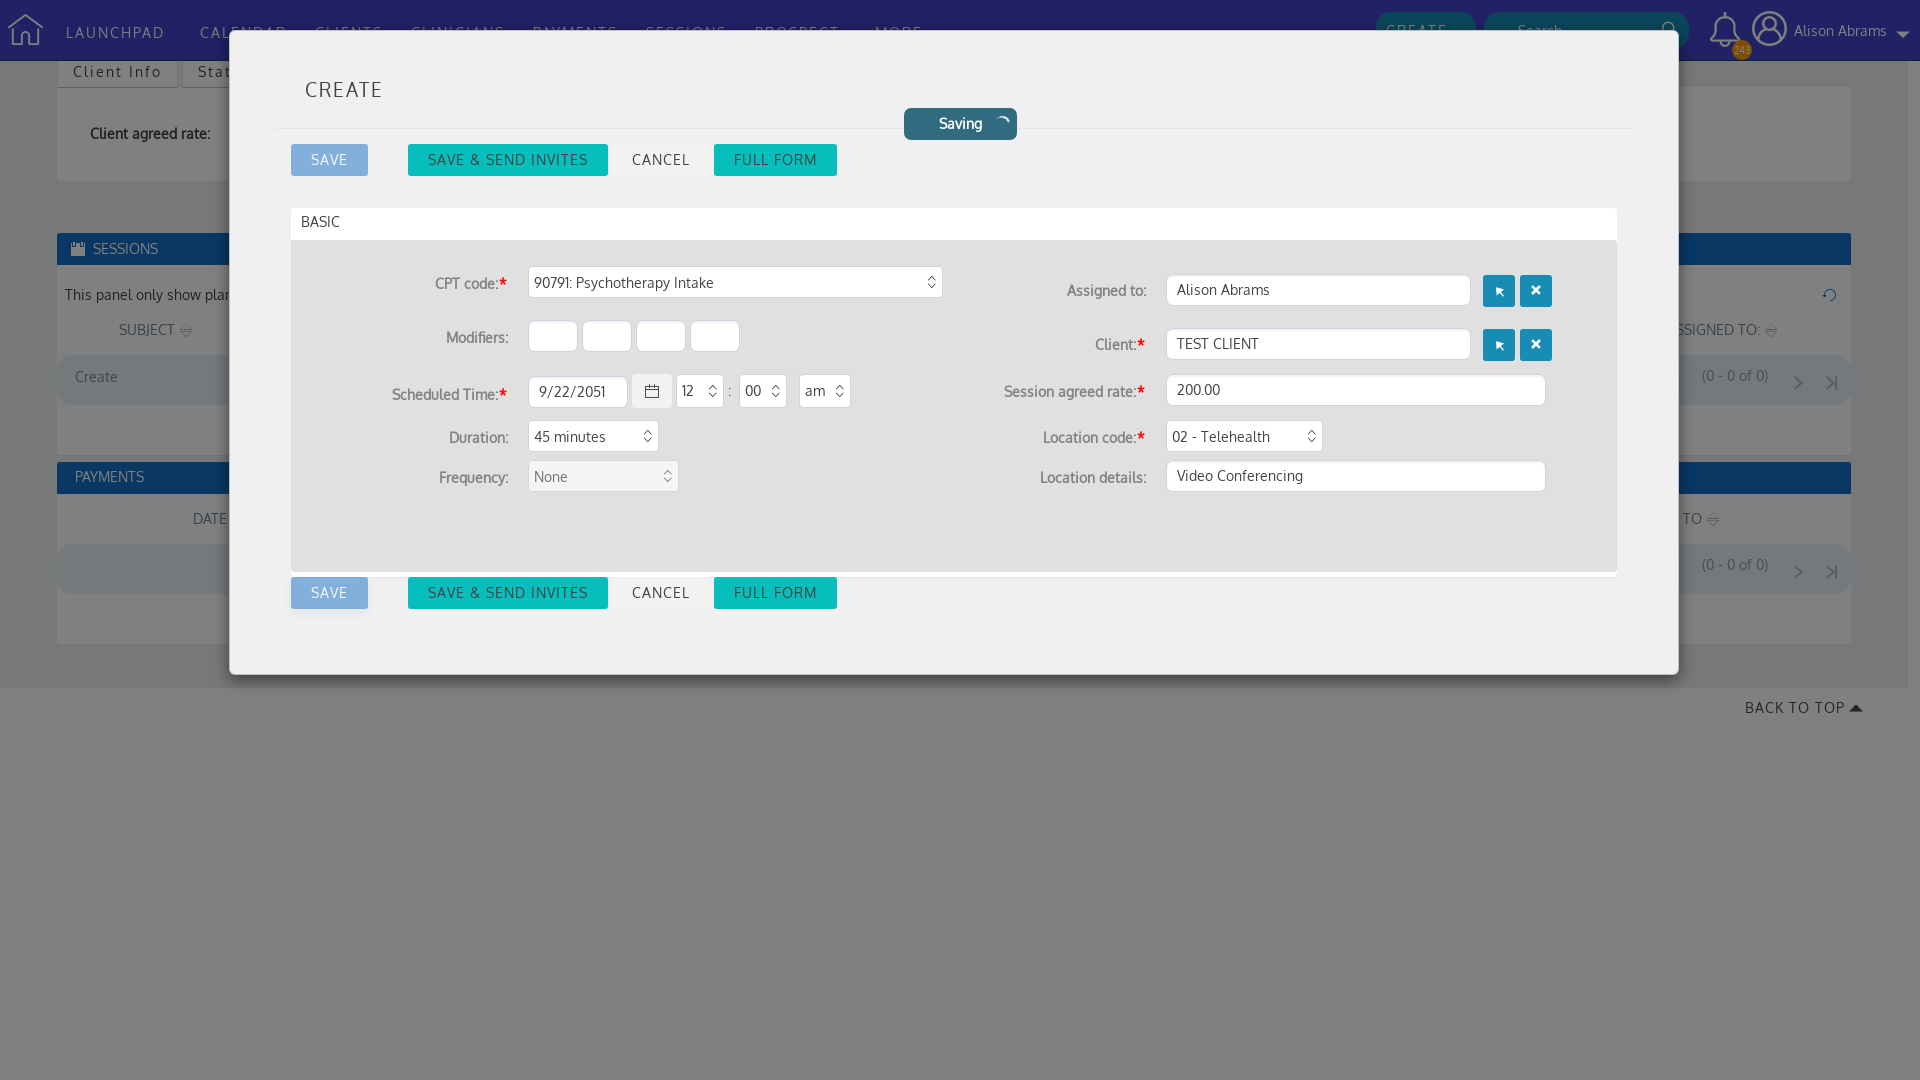 LAUNCHPAD CALENDAR CLIENTS CLINICIANS PAYMENTS SESSIONS PROSPECT MORE CREATE Search 243 Alison Abrams
Client Info Stat
CREATE
Client agreed rate:
Saving
SAVE SAVE & SEND INVITES CANCEL FULL FORM
BASIC
SESSIONS
CPT code:* 90791: Psychotherapy Intake
Assigned to: Alison Abrams
This panel only show plan
SUBJECT
SSIGNED TO:
Modifiers:
Client:* TEST CLIENT
Create
(0 - 0 of 0)
Scheduled Time:* 9/22/2051 12 : 00 am
Session agreed rate:* 200.00
Duration: 45 minutes
Location code:* 02 - Telehealth
PAYMENTS
Frequency: None
Location details: Video Conferencing
DATE
TO
(0 - 0 of 0)
SAVE SAVE & SEND INVITES CANCEL FULL FORM
BACK TO TOP